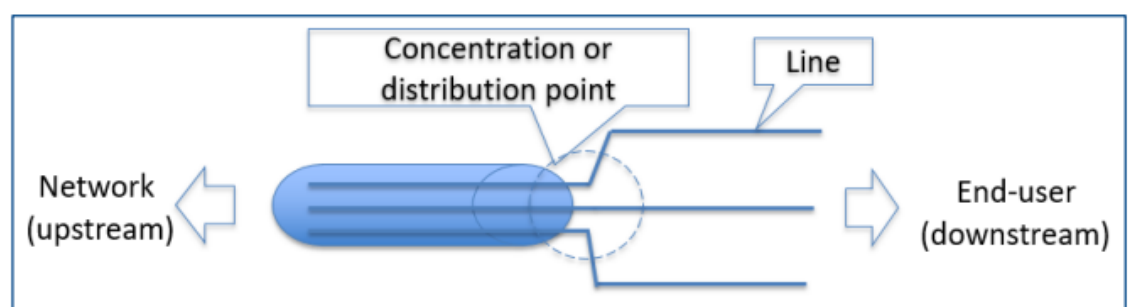 Concentration or
distribution point
Line
Network
(upstream)
End-user
(downstream)